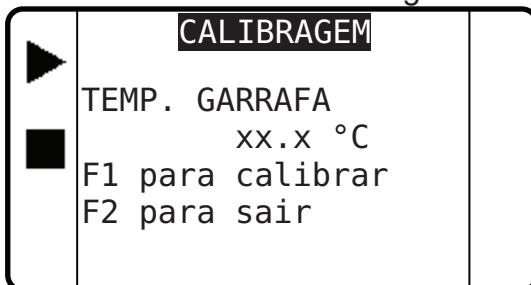 CALIBRAGEM
TEMP. GARRAFA
xx.x °C
F1 para calibrar
F2 para sair